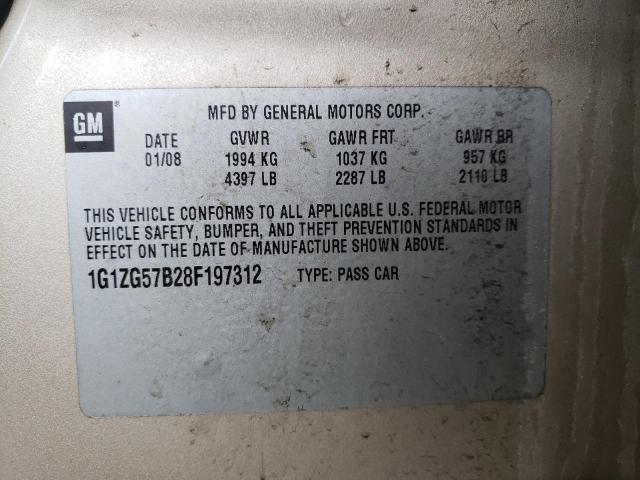 GM®
MFD BY GENERAL MOTORS CORP.
DATE GVWR GAWR FRT GAWR RR
01/08 1994 KG 1037 KG 957 KG
4397 LB 2287 LB 2110 LB
THIS VEHICLE CONFORMS TO ALL APPLICABLE U.S. FEDERAL MOTOR
VEHICLE SAFETY, BUMPER, AND THEFT PREVENTION STANDARDS IN
EFFECT ON THE DATE OF MANUFACTURE SHOWN ABOVE.
1G1ZG57B28F197312 TYPE: PASS CAR